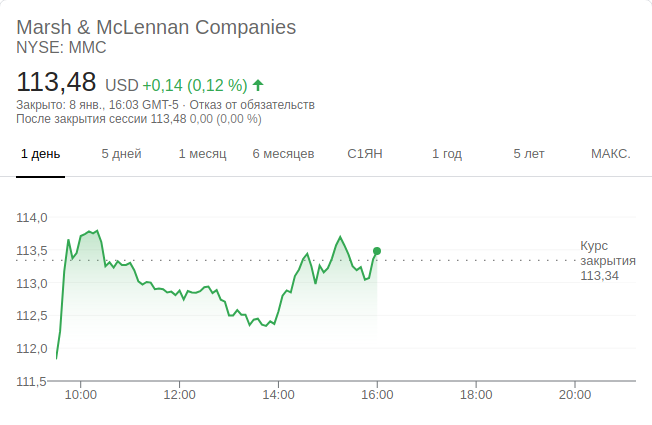 Marsh & McLennan Companies
NYSE: MMC
113,48 USD +0,14 (0,12 %)
Закрыто: 8 янв., 16:03 GMT-5 · Отказ от обязательств
После закрытия сессии 113,48 0,00 (0,00 %)
1 день 5 дней 1 месяц 6 месяцев С1ЯН 1 год 5 лет МАКС.
114,0
113,5
113,0
112,5
112,0
111,5
Курс
закрытия
113,34
10:00 12:00 14:00 16:00 18:00 20:00